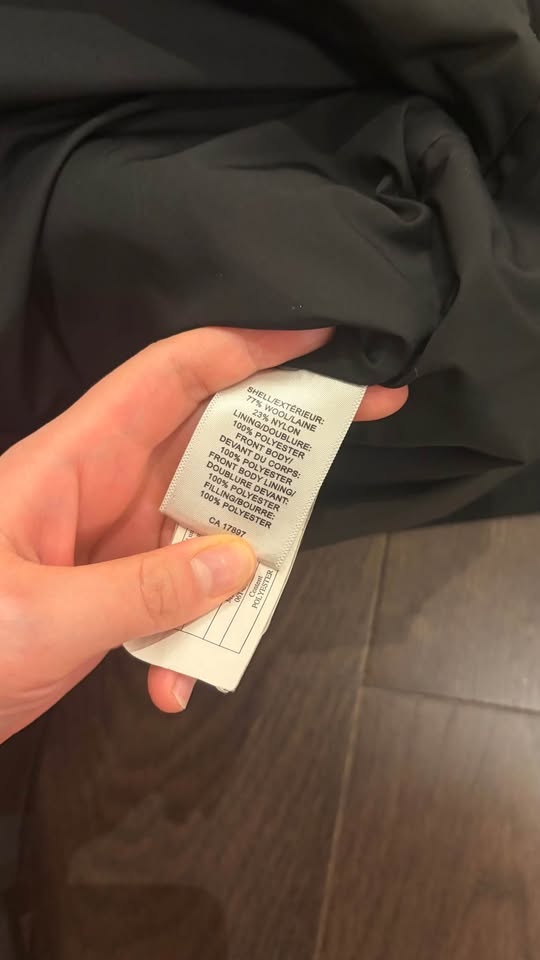 SHELL/EXTÉRIEUR:
77% WOOL/LAINE
23% NYLON
LINING/DOUBLURE:
100% POLYESTER
FRONT BODY/
DEVANT DU CORPS:
100% POLYESTER
FRONT BODY LINING/
DOUBLURE DEVANT:
100% POLYESTER
FILLING/BOURRE:
100% POLYESTER
CA 17897
Content
POLYESTER